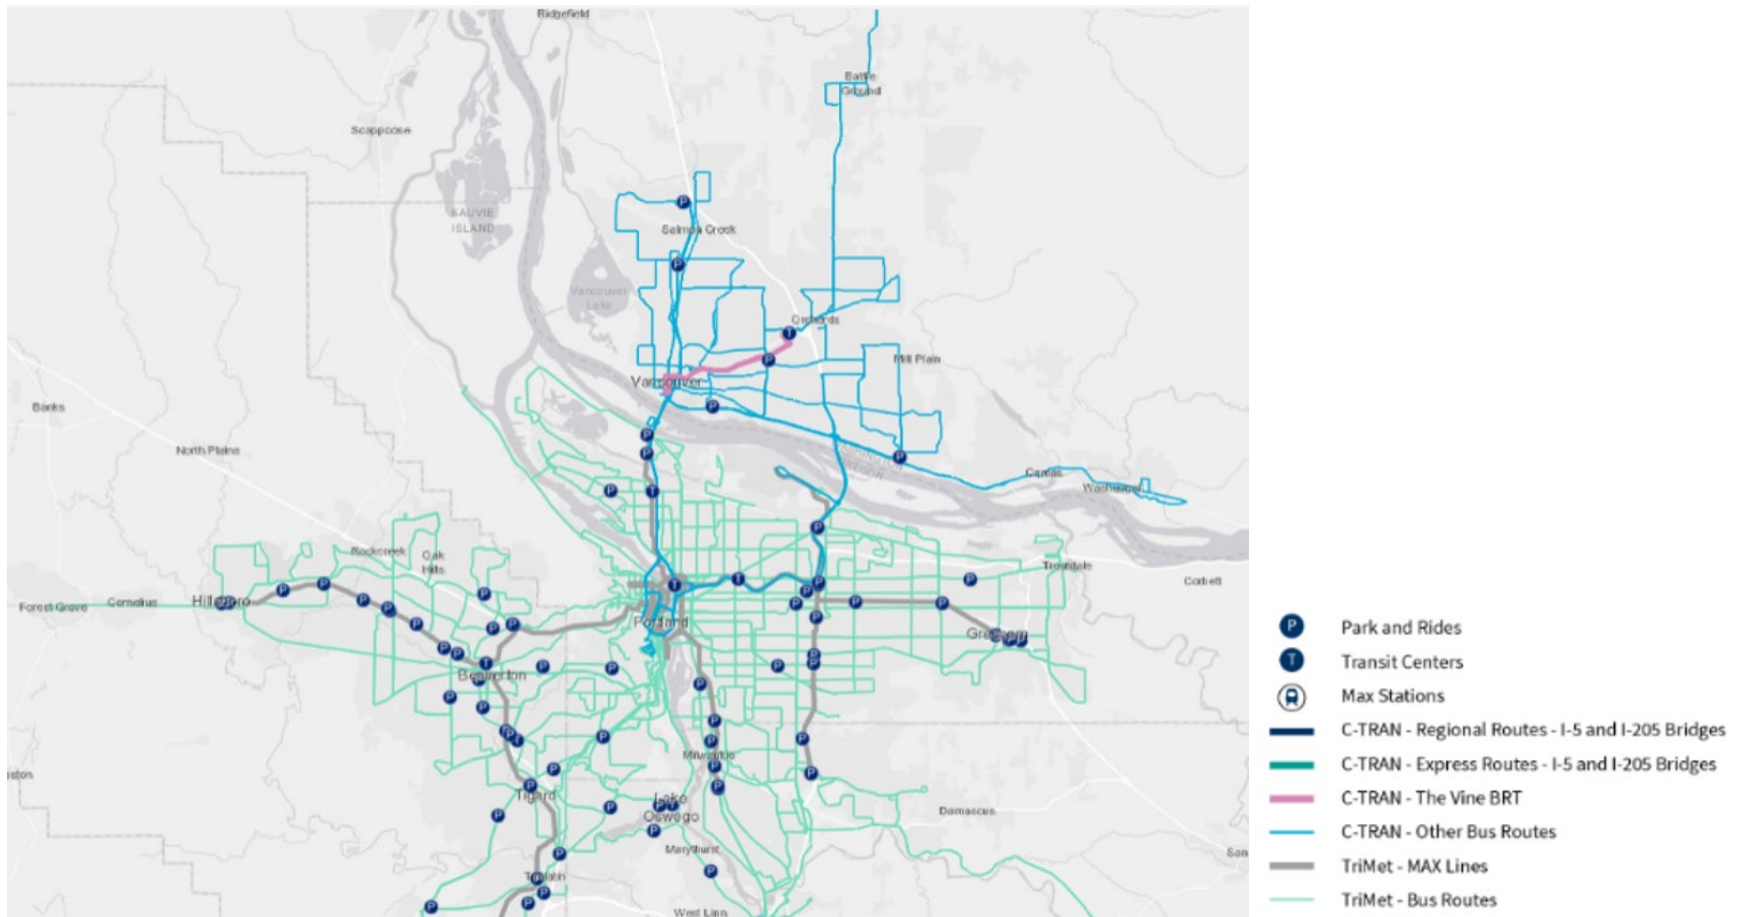 Ridgefield
Battle
Ground
Scappoose
SAUVIE
ISLAND
Salmon Creek
Vancouver
Lake
Orchards
Mill Plain
Vancouver
Banks
North Plains
WASHINGTON
OREGON
Camas
Washougal
Rockcreek
Oak
Hills
Troutdale
Corbett
Forest Grove
Cornelius
Hillsboro
Portland
Gresham
Beaverton
Milwaukie
Tigard
Lake
Oswego
Damascus
Marylhurst
Tualatin
West Linn
San
P Park and Rides
T Transit Centers
Max Stations
C-TRAN - Regional Routes - I-5 and I-205 Bridges
C-TRAN - Express Routes - I-5 and I-205 Bridges
C-TRAN - The Vine BRT
C-TRAN - Other Bus Routes
TriMet - MAX Lines
TriMet - Bus Routes